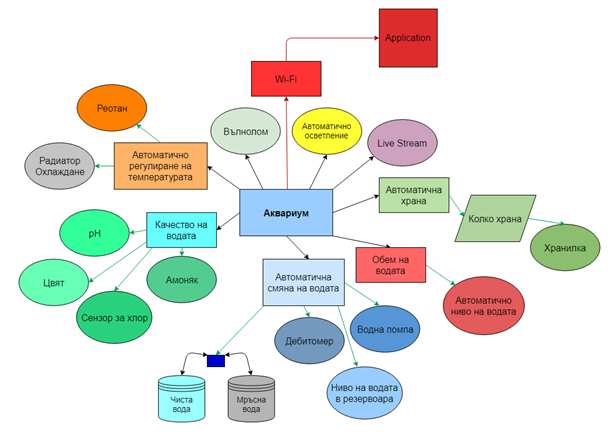 Application
Wi-Fi
Реотан
Вълнолом
Автоматично
осветление
Live Stream
Радиатор
Охлаждане
Автоматично
регулиране на
температурата
Автоматична
храна
Аквариум
Колко храна
pH
Качество на
водата
Хранилка
Обем на
водата
Цвят
Амоняк
Автоматична
смяна на водата
Автоматично
ниво на водата
Сензор за хлор
Дебитомер
Водна помпа
Ниво на водата
в резервоара
Чиста
вода
Мръсна
вода